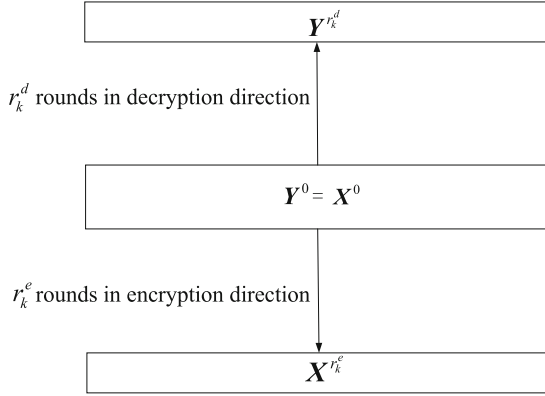 Y^{r_k^d}
r_k^d rounds in decryption direction
Y^0 = X^0
r_k^e rounds in encryption direction
X^{r_k^e}